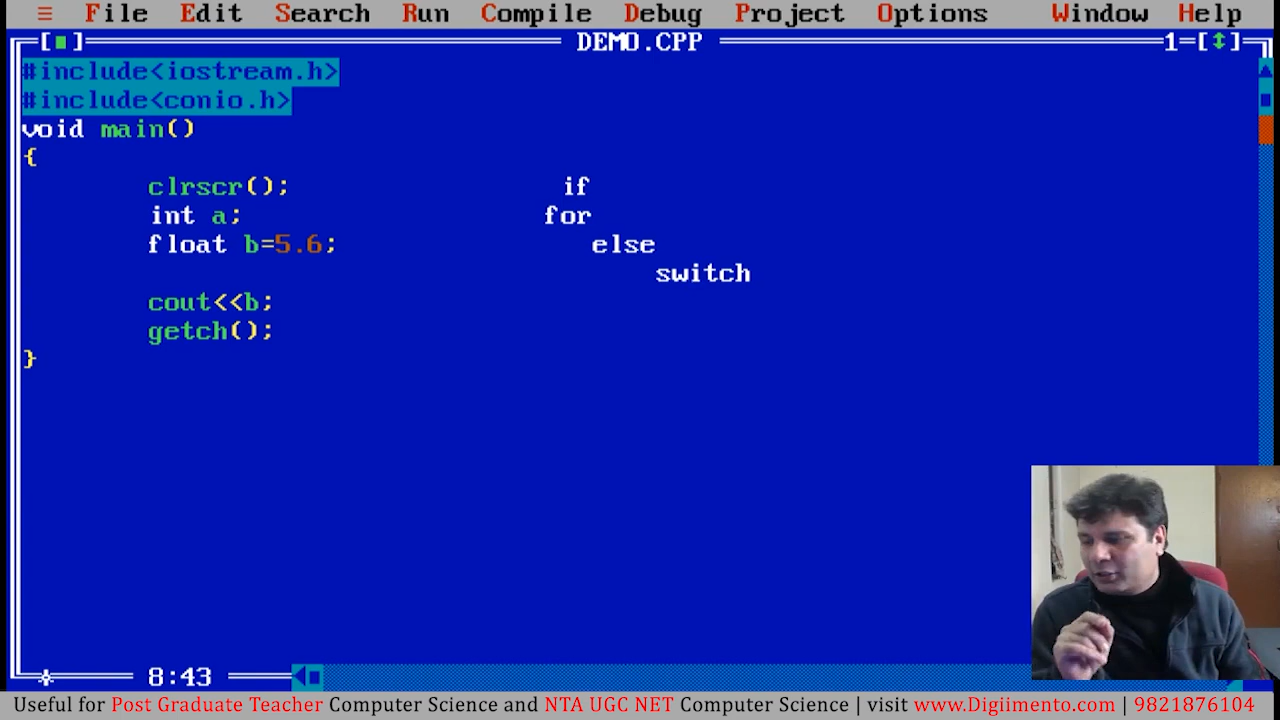 ≡ File Edit Search Run Compile Debug Project Options Window Help
[■] DEMO.CPP 1=[↕]
#include<iostream.h>
#include<conio.h>
void main()
{
clrscr(); if
int a; for
float b=5.6; else
switch
cout<<b;
getch();
}
8:43
Useful for Post Graduate Teacher Computer Science and NTA UGC NET Computer Science | visit www.Digiimento.com | 9821876104